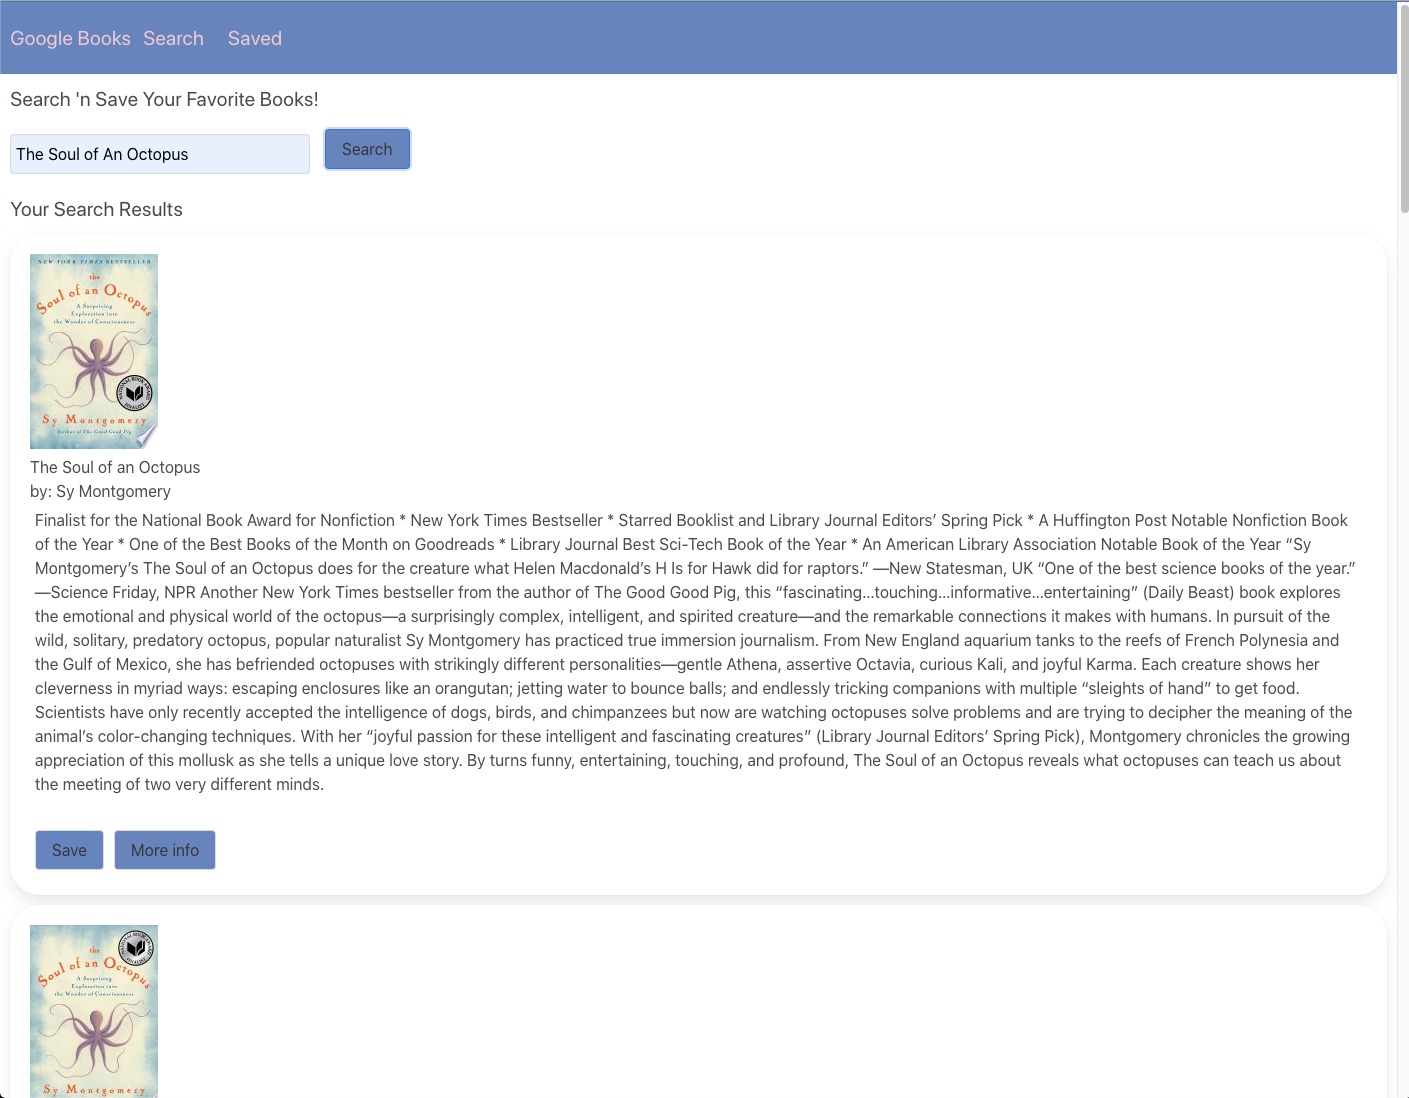 Google Books Search Saved
Search 'n Save Your Favorite Books!
The Soul of An Octopus Search
Your Search Results
NEW YORK TIMES BESTSELLER
the
Soul of an Octopus
A Surprising
Exploration into
the Wonder of Consciousness
NATIONAL BOOK AWARD
FINALIST
Sy Montgomery
Author of The Good Good Pig
The Soul of an Octopus
by: Sy Montgomery
Finalist for the National Book Award for Nonfiction * New York Times Bestseller * Starred Booklist and Library Journal Editors’ Spring Pick * A Huffington Post Notable Nonfiction Book
of the Year * One of the Best Books of the Month on Goodreads * Library Journal Best Sci-Tech Book of the Year * An American Library Association Notable Book of the Year “Sy
Montgomery’s The Soul of an Octopus does for the creature what Helen Macdonald’s H Is for Hawk did for raptors.” —New Statesman, UK “One of the best science books of the year.”
—Science Friday, NPR Another New York Times bestseller from the author of The Good Good Pig, this “fascinating…touching…informative…entertaining” (Daily Beast) book explores
the emotional and physical world of the octopus—a surprisingly complex, intelligent, and spirited creature—and the remarkable connections it makes with humans. In pursuit of the
wild, solitary, predatory octopus, popular naturalist Sy Montgomery has practiced true immersion journalism. From New England aquarium tanks to the reefs of French Polynesia and
the Gulf of Mexico, she has befriended octopuses with strikingly different personalities—gentle Athena, assertive Octavia, curious Kali, and joyful Karma. Each creature shows her
cleverness in myriad ways: escaping enclosures like an orangutan; jetting water to bounce balls; and endlessly tricking companions with multiple “sleights of hand” to get food.
Scientists have only recently accepted the intelligence of dogs, birds, and chimpanzees but now are watching octopuses solve problems and are trying to decipher the meaning of the
animal’s color-changing techniques. With her “joyful passion for these intelligent and fascinating creatures” (Library Journal Editors’ Spring Pick), Montgomery chronicles the growing
appreciation of this mollusk as she tells a unique love story. By turns funny, entertaining, touching, and profound, The Soul of an Octopus reveals what octopuses can teach us about
the meeting of two very different minds.
Save More info
NATIONAL BOOK AWARD
FINALIST
the
Soul of an Octopus
A Surprising
Exploration into
the Wonder of Consciousness
Sy Montgomery